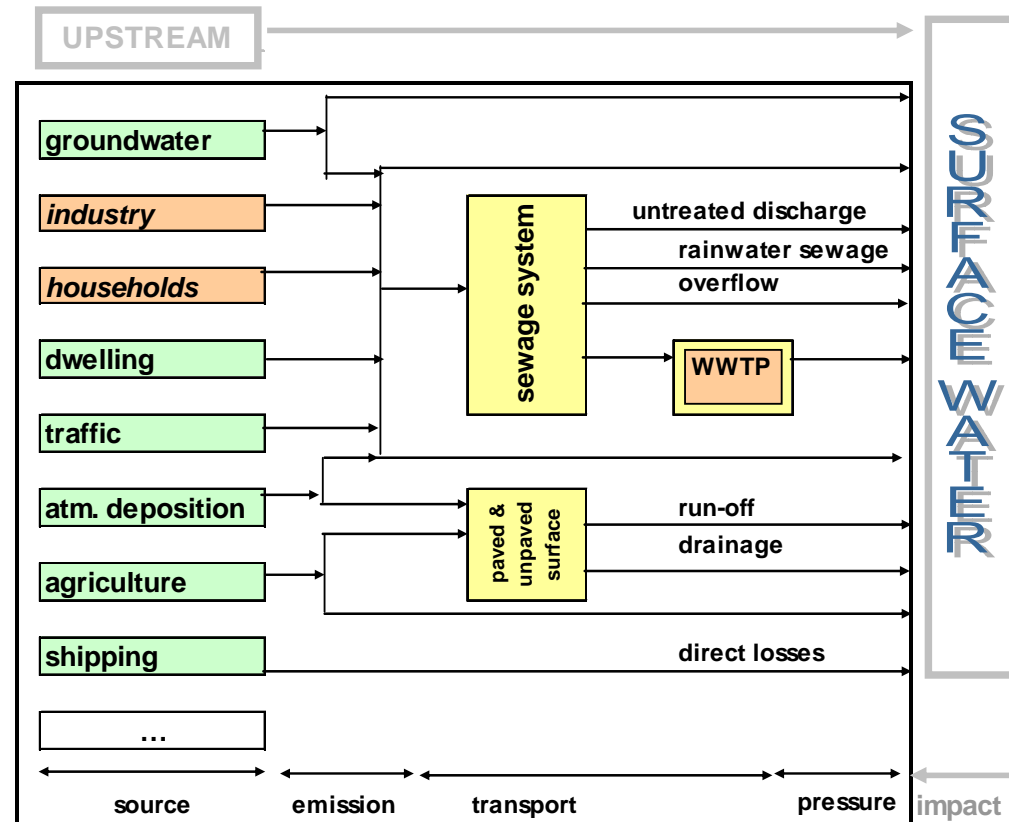 UPSTREAM
groundwater
industry
households
dwelling
traffic
atm. deposition
agriculture
shipping
...
sewage system
untreated discharge
rainwater sewage
overflow
WWTP
paved &
unpaved
surface
run-off
drainage
direct losses
source
emission
transport
pressure
impact
SURFACE WATER